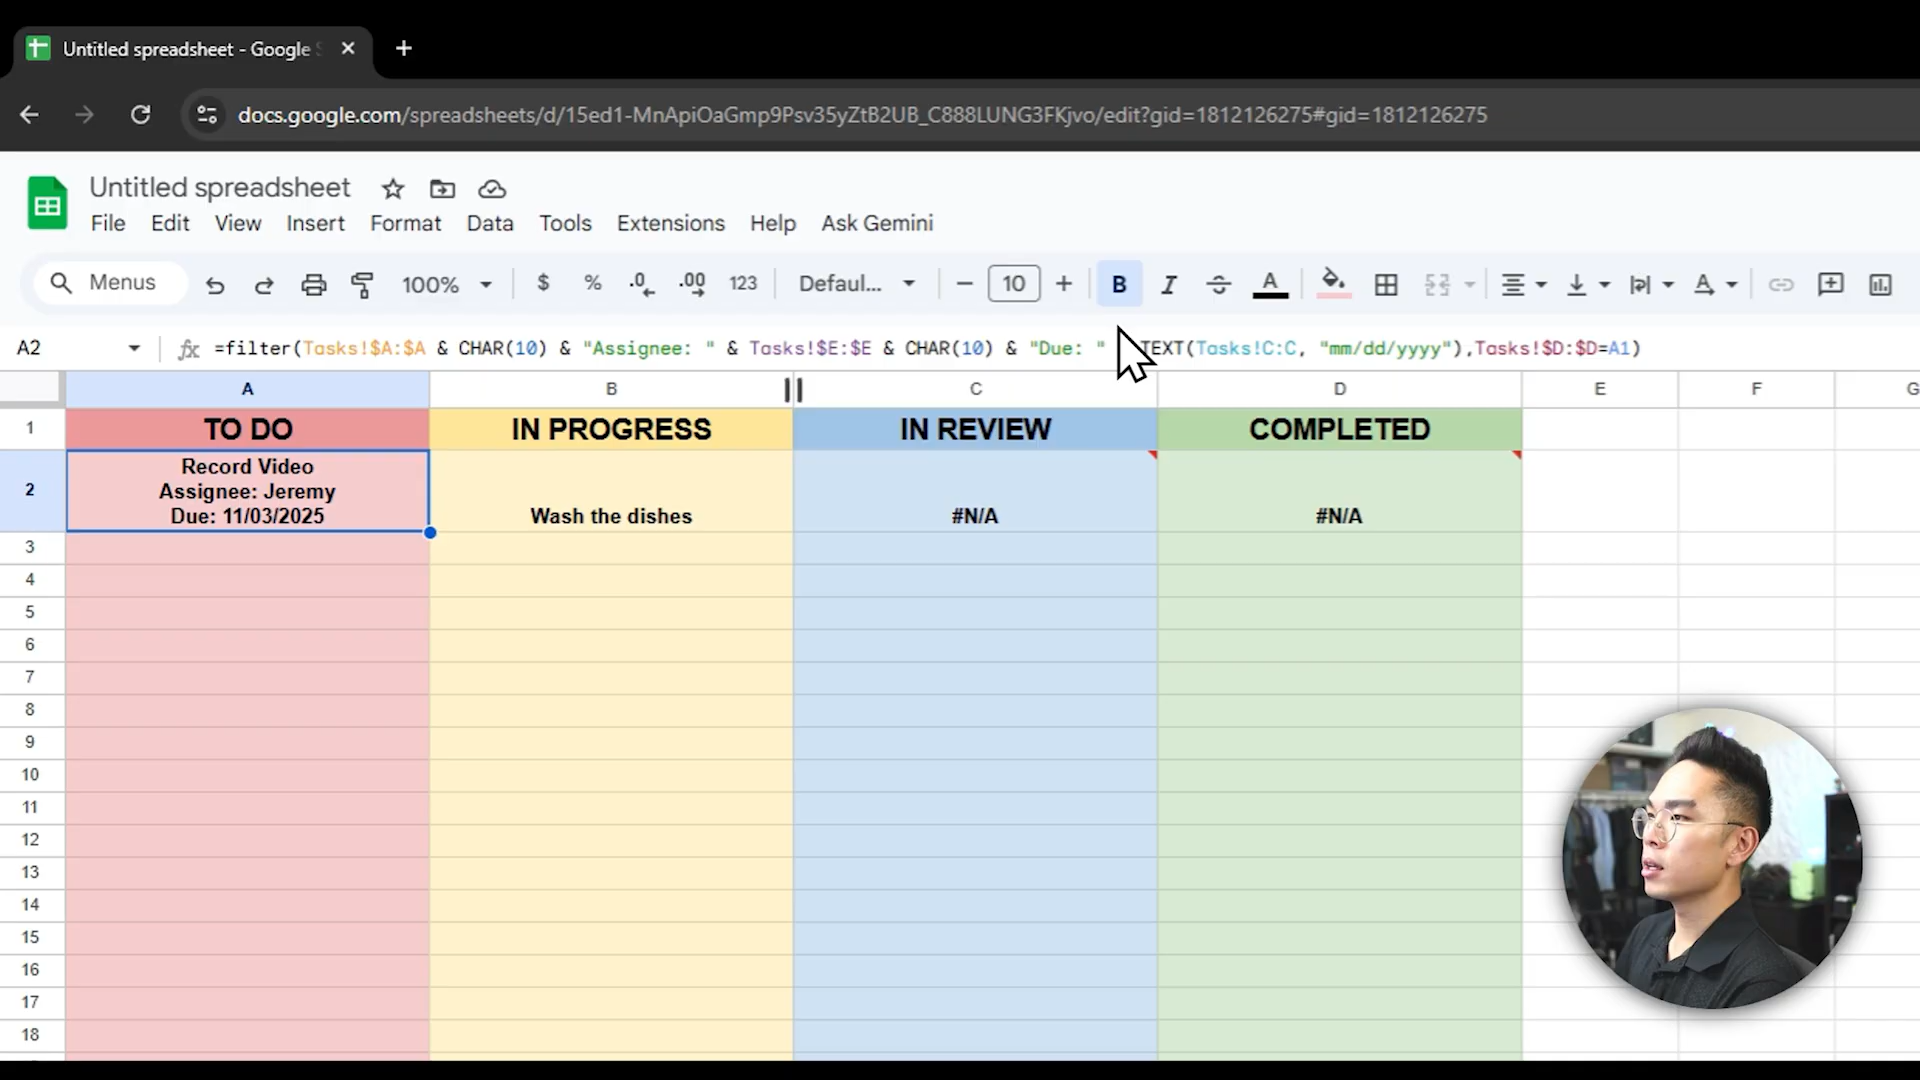 Untitled spreadsheet - Google S
docs.google.com/spreadsheets/d/15ed1-MnApiOaGmp9Psv35yZtB2UB_C888LUNG3FKjvo/edit?gid=1812126275#gid=1812126275
Untitled spreadsheet
File Edit View Insert Format Data Tools Extensions Help Ask Gemini
Menus 100% $ % .0 .00 123 Defaul... 10 B I S A
A2 fx =filter(Tasks!$A:$A & CHAR(10) & "Assignee: " & Tasks!$E:$E & CHAR(10) & "Due: " TEXT(Tasks!C:C, "mm/dd/yyyy"),Tasks!$D:$D=A1)
A B C D E F G
1 TO DO IN PROGRESS IN REVIEW COMPLETED
Record Video
2 Assignee: Jeremy
Due: 11/03/2025 Wash the dishes #N/A #N/A
3
4
5
6
7
8
9
10
11
12
13
14
15
16
17
18